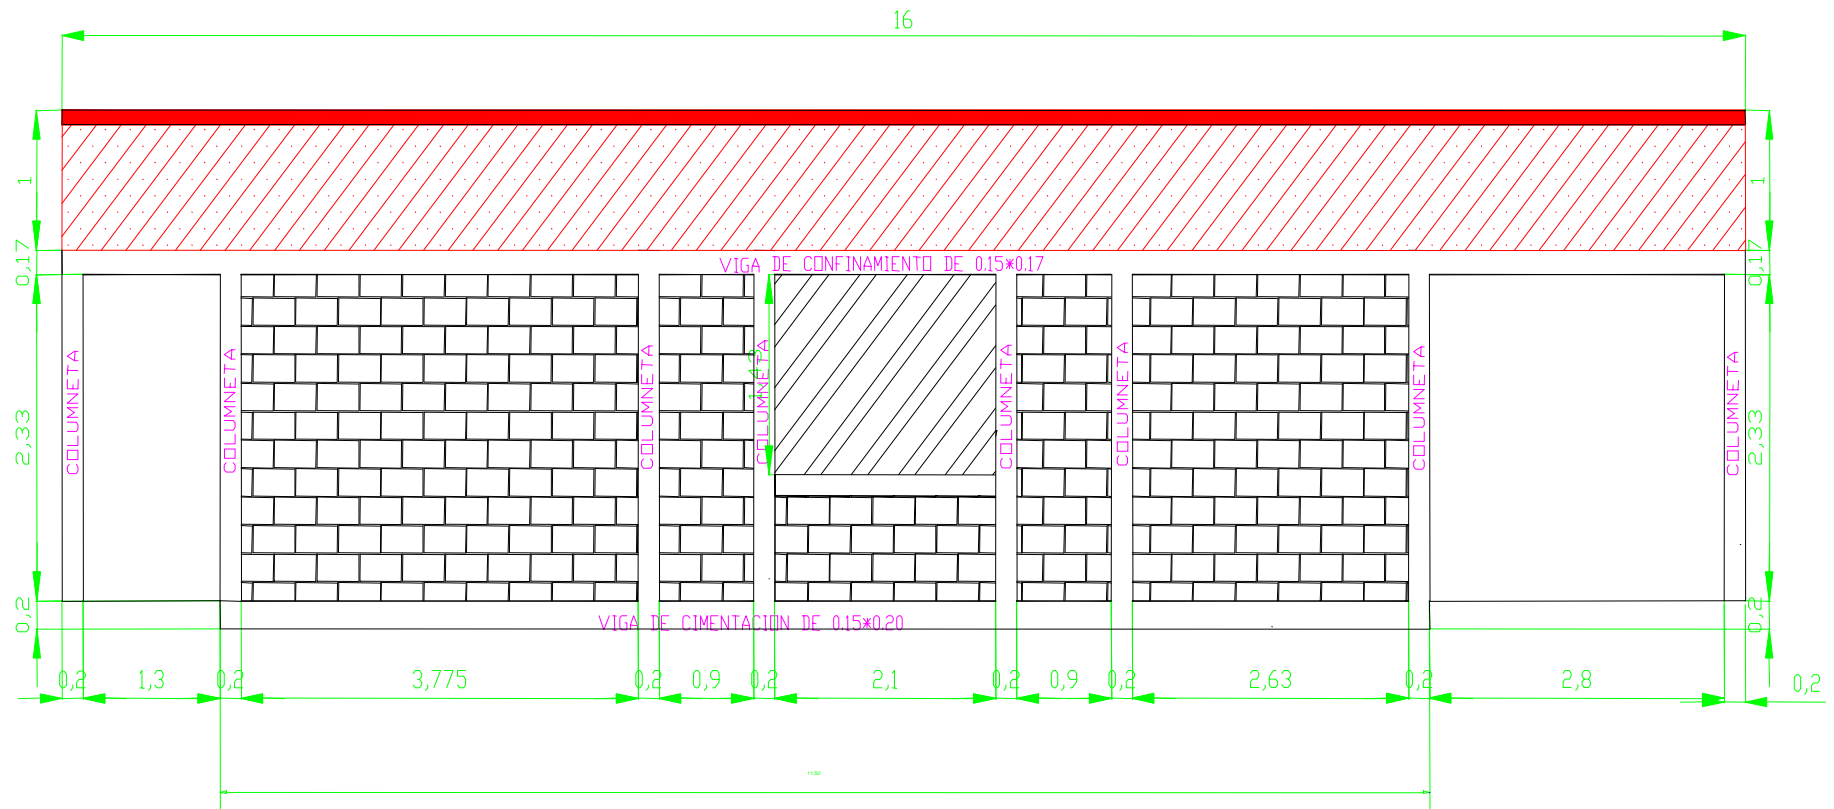 16
1
1
0,17
0,17
VIGA DE CONFINAMIENTO DE 0.15*0.17
2,33
COLUMNETA
COLUMNETA
COLUMNETA
1,43
COLUMNETA
COLUMNETA
COLUMNETA
COLUMNETA
COLUMNETA
2,33
0,2
VIGA DE CIMENTACION DE 0.15*0.20
0,2
0,2
1,3
0,2
3,775
0,2
0,9
0,2
2,1
0,2
0,9
0,2
2,63
0,2
2,8
0,2